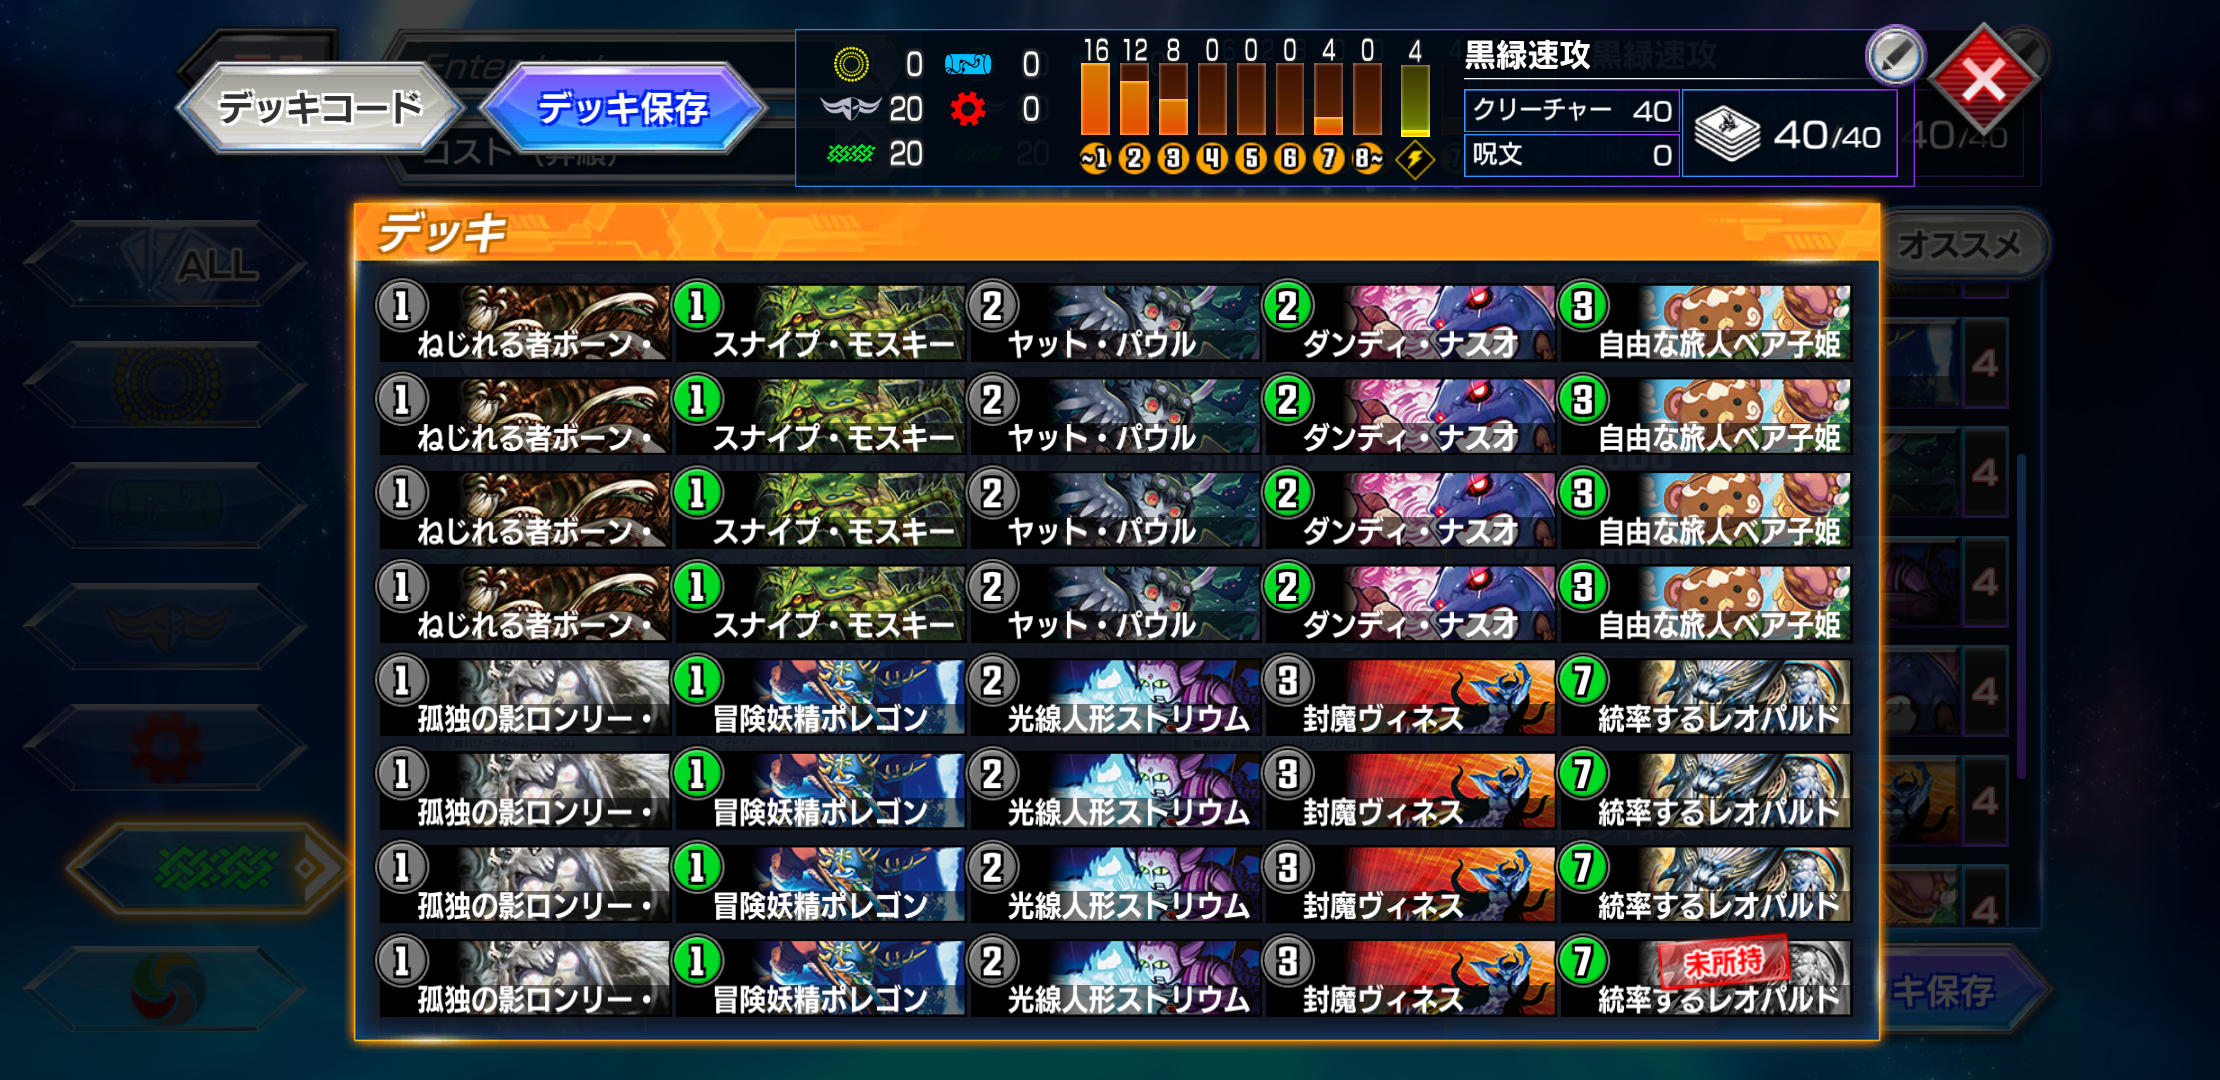 デッキコード
デッキ保存
0 0
20 0
20
16 12 8 0 0 0 4 0 4
~1 2 3 4 5 6 7 8~
黒緑速攻
クリーチャー 40
呪文 0
40/40
デッキ
ALL
オススメ
1 ねじれる者ボーン・
1 スナイプ・モスキー
2 ヤット・パウル
2 ダンディ・ナスオ
3 自由な旅人ベア子姫
1 ねじれる者ボーン・
1 スナイプ・モスキー
2 ヤット・パウル
2 ダンディ・ナスオ
3 自由な旅人ベア子姫
1 ねじれる者ボーン・
1 スナイプ・モスキー
2 ヤット・パウル
2 ダンディ・ナスオ
3 自由な旅人ベア子姫
1 ねじれる者ボーン・
1 スナイプ・モスキー
2 ヤット・パウル
2 ダンディ・ナスオ
3 自由な旅人ベア子姫
1 孤独の影ロンリー・
1 冒険妖精ポレゴン
2 光線人形ストリウム
3 封魔ヴィネス
7 統率するレオパルド
1 孤独の影ロンリー・
1 冒険妖精ポレゴン
2 光線人形ストリウム
3 封魔ヴィネス
7 統率するレオパルド
1 孤独の影ロンリー・
1 冒険妖精ポレゴン
2 光線人形ストリウム
3 封魔ヴィネス
7 統率するレオパルド
1 孤独の影ロンリー・
1 冒険妖精ポレゴン
2 光線人形ストリウム
3 封魔ヴィネス
未所持
7 統率するレオパルド
4
4
4
4
4
4
キ保存